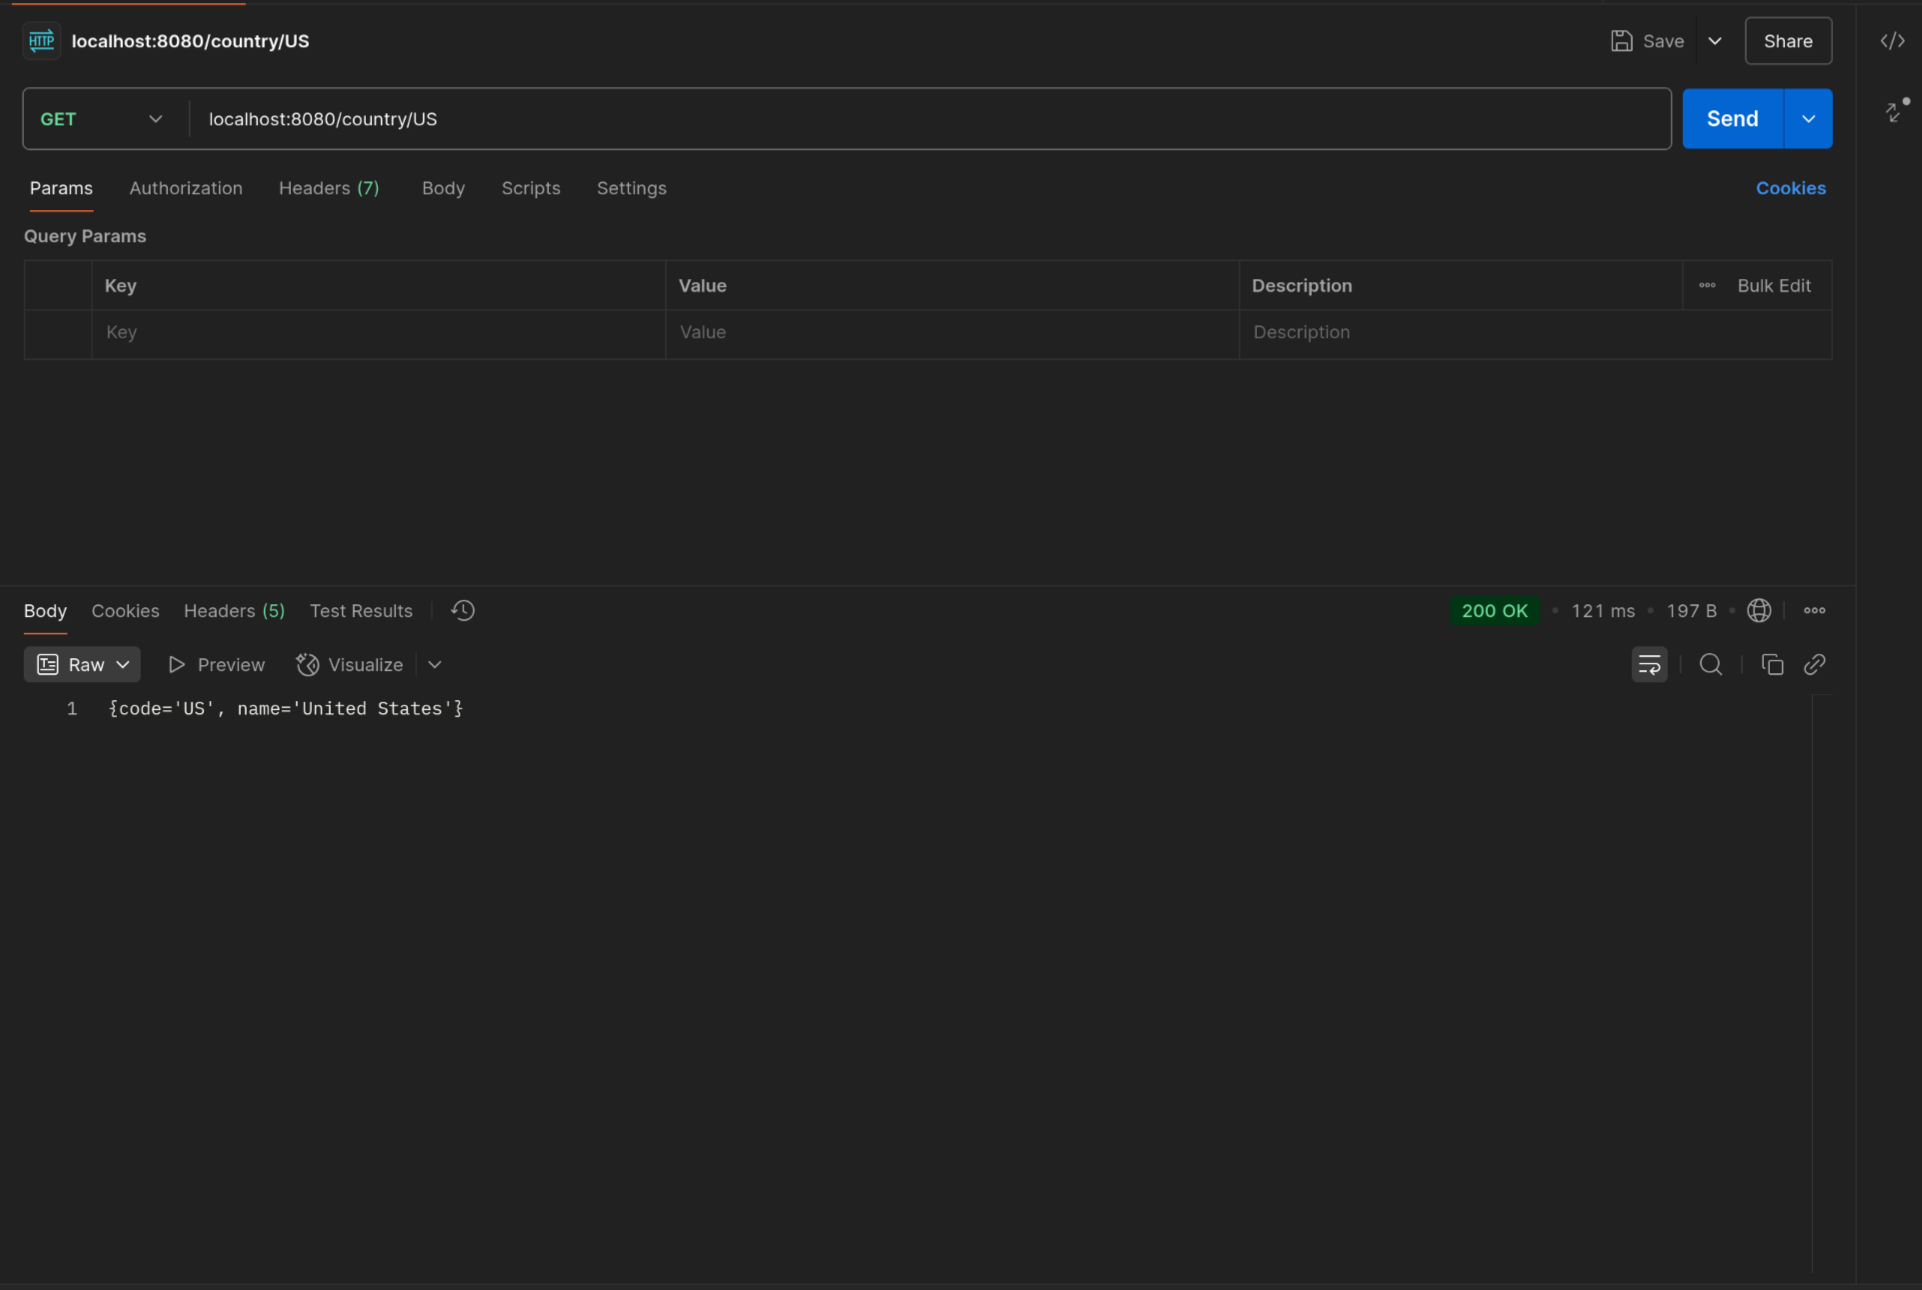 HTTP localhost:8080/country/US Save Share
GET localhost:8080/country/US Send
Params Authorization Headers (7) Body Scripts Settings Cookies
Query Params
Key Value Description Bulk Edit
Key Value Description
Body Cookies Headers (5) Test Results 200 OK • 121 ms • 197 B •
Raw Preview Visualize
1 {code='US', name='United States'}